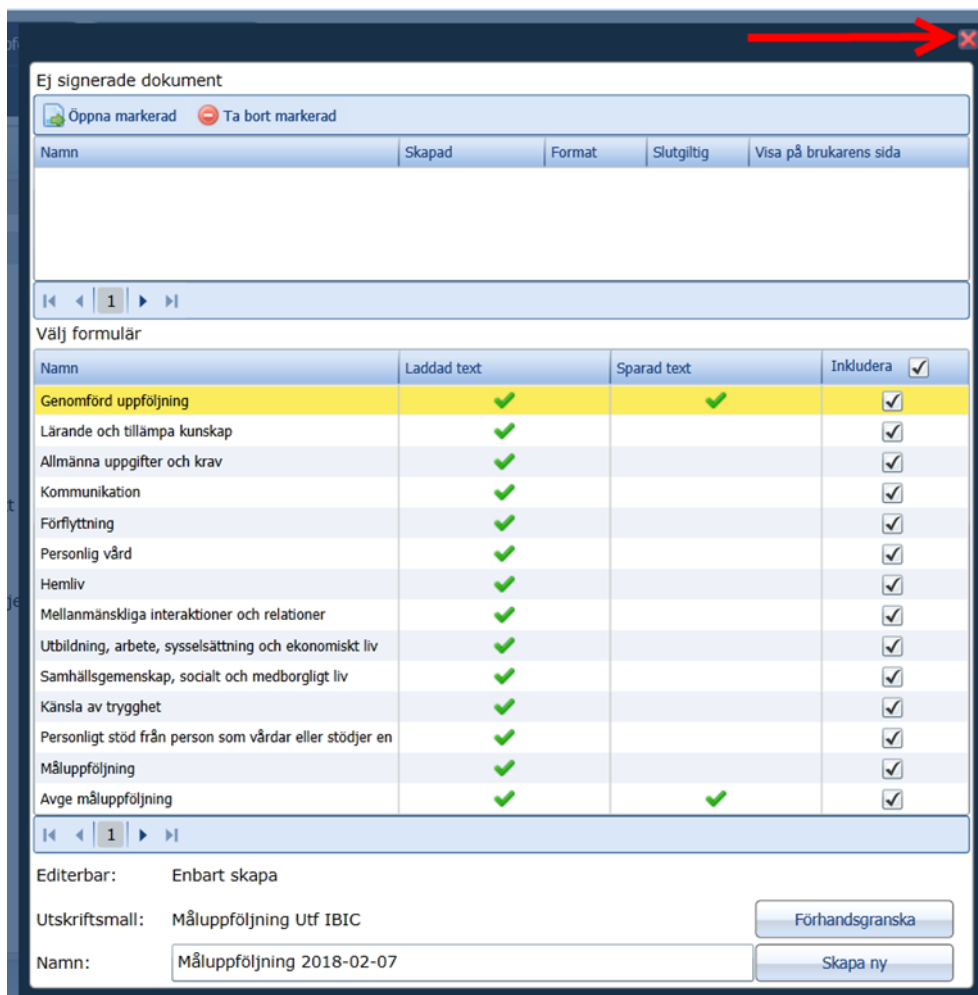 Ej signerade dokument
Öppna markerad Ta bort markerad
Namn Skapad Format Slutgiltig Visa på brukarens sida
1
Välj formulär
Namn Laddad text Sparad text Inkludera
Genomförd uppföljning
Lärande och tillämpa kunskap
Allmänna uppgifter och krav
Kommunikation
Förflyttning
Personlig vård
Hemliv
Mellanmänskliga interaktioner och relationer
Utbildning, arbete, sysselsättning och ekonomiskt liv
Samhällsgemenskap, socialt och medborgligt liv
Känsla av trygghet
Personligt stöd från person som vårdar eller stödjer en
Måluppföljning
Avge måluppföljning
1
Editerbar: Enbart skapa
Utskriftsmall: Måluppföljning Utf IBIC
Förhandsgranska
Namn: Måluppföljning 2018-02-07
Skapa ny